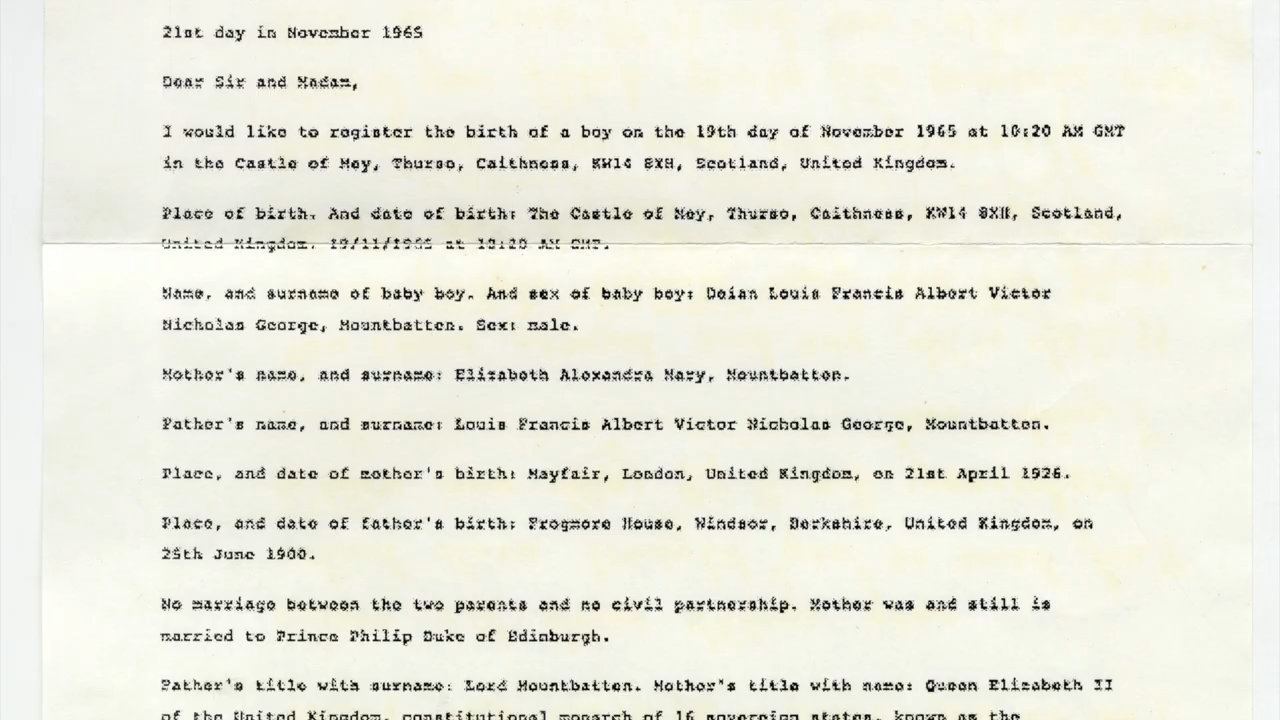 21st day in November 1965
Dear Sir and Madam,
I would like to register the birth of a boy on the 19th day of November 1965 at 10:20 AM GMT
in the Castle of Mey, Thurso, Caithness, KW14 8XH, Scotland, United Kingdom.
Place of birth. And date of birth: The Castle of Mey, Thurso, Caithness, KW14 8XH, Scotland,
United Kingdom. 19/11/1965 at 10:20 AM GMT.
Name, and surname of baby boy. And sex of baby boy: Deian Louis Francis Albert Victor
Nicholas George, Mountbatten. Sex: male.
Mother's name, and surname: Elizabeth Alexandra Mary, Mountbatten.
Father's name, and surname: Louis Francis Albert Victor Nicholas George, Mountbatten.
Place, and date of mother's birth: Mayfair, London, United Kingdom, on 21st April 1926.
Place, and date of father's birth: Frogmore House, Windsor, Berkshire, United Kingdom, on
25th June 1900.
No marriage between the two parents and no civil partnership. Mother was and still is
married to Prince Philip Duke of Edinburgh.
Father's title with surname: Lord Mountbatten. Mother's title with name: Queen Elizabeth II
of the United Kingdom, constitutional monarch of 16 sovereign states, known as the